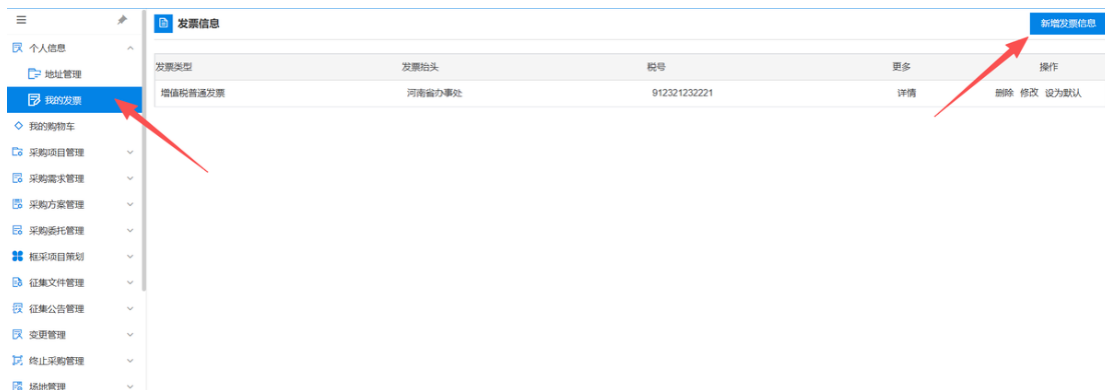 发票信息
新增发票信息
个人信息
地址管理
我的发票
我的购物车
采购项目管理
采购需求管理
采购方案管理
采购委托管理
框采项目策划
征集文件管理
征集公告管理
变更管理
终止采购管理
场地管理
发票类型 发票抬头 税号 更多 操作
增值税普通发票 河南省办事处 912321232221 详情 删除 修改 设为默认